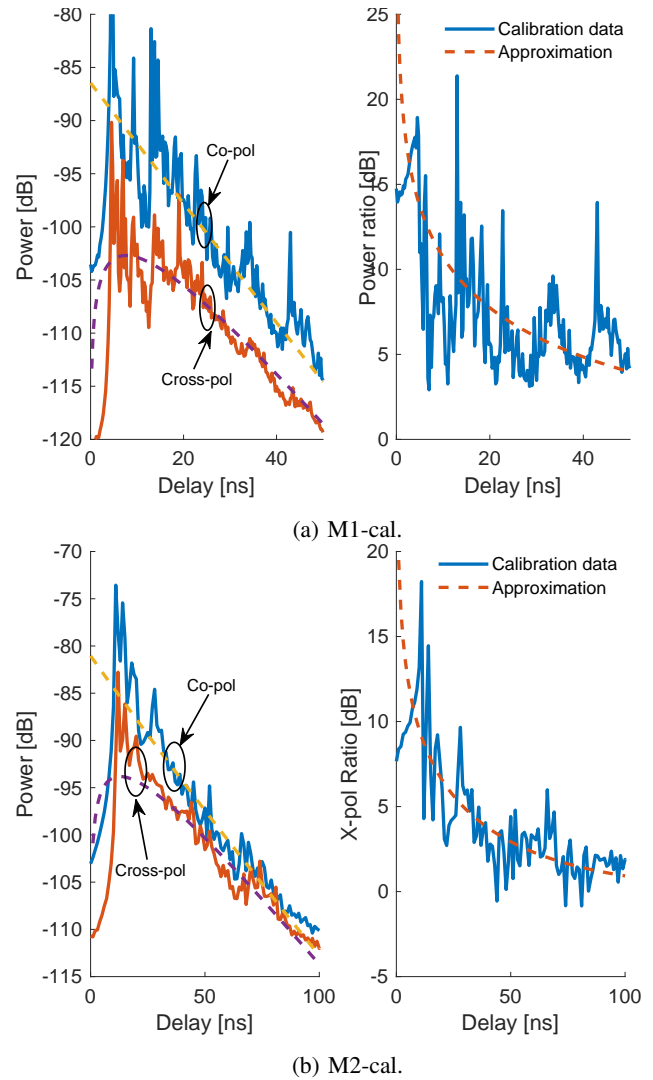 -80
-85
-90
-95
-100
-105
-110
-115
-120
Power [dB]
Co-pol
Cross-pol
0
20
40
Delay [ns]
25
20
15
10
5
0
Power ratio [dB]
Calibration data
Approximation
0
20
40
Delay [ns]
(a) M1-cal.
-70
-75
-80
-85
-90
-95
-100
-105
-110
-115
Power [dB]
Co-pol
Cross-pol
0
50
100
Delay [ns]
20
15
10
5
0
-5
X-pol Ratio [dB]
Calibration data
Approximation
0
50
100
Delay [ns]
(b) M2-cal.